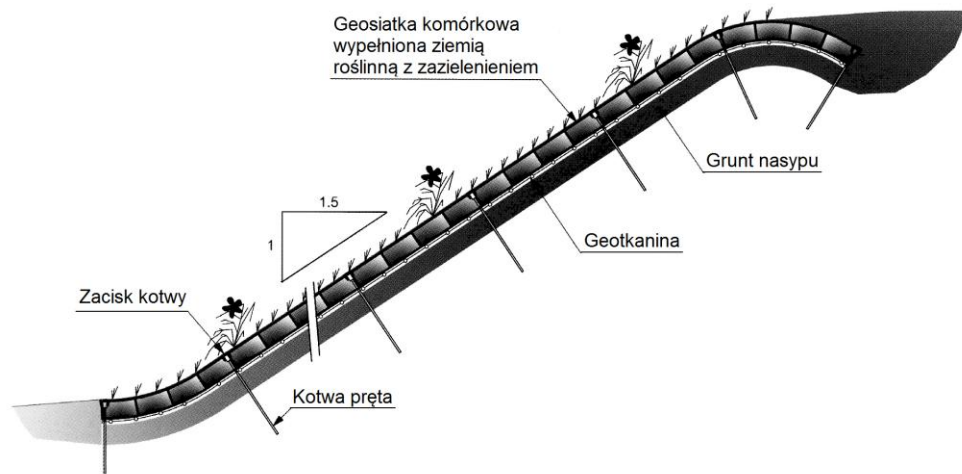 Geosiatka komórkowa
wypełniona ziemią
roślinną z zazielenieniem
Grunt nasypu
1.5
1
Geotkanina
Zacisk kotwy
Kotwa pręta